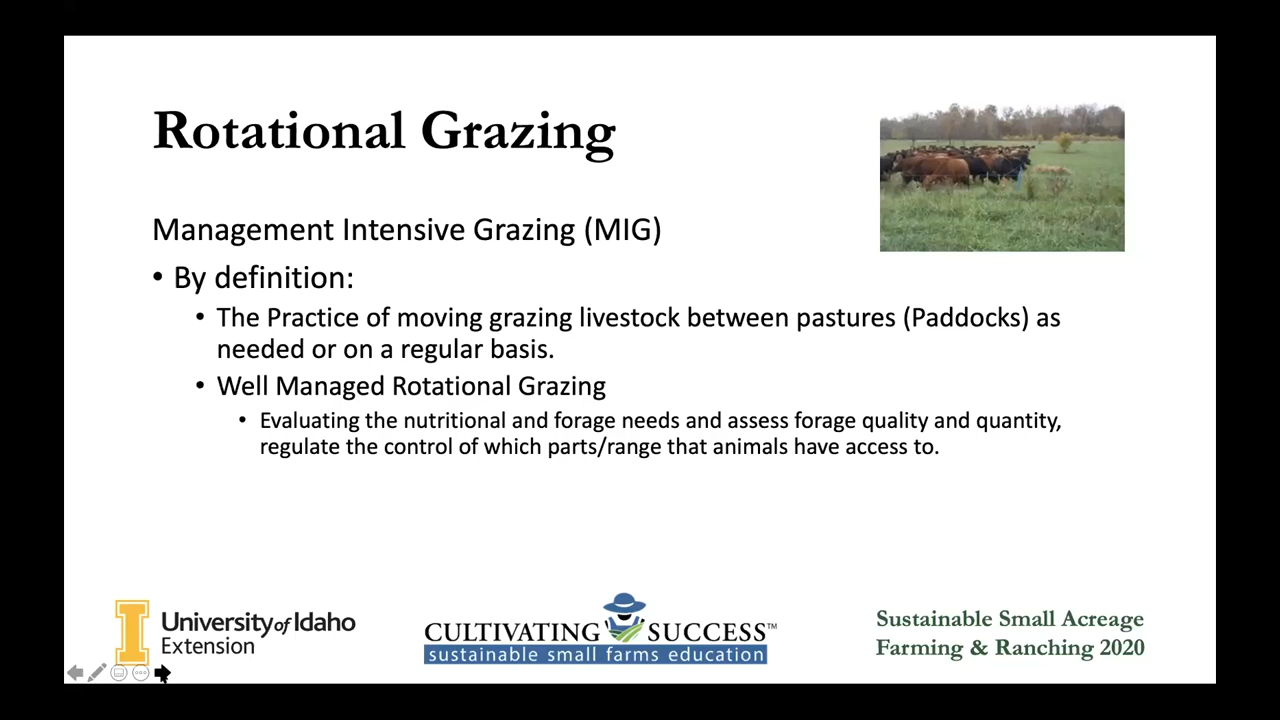 Rotational Grazing
Management Intensive Grazing (MIG)
• By definition:
• The Practice of moving grazing livestock between pastures (Paddocks) as
needed or on a regular basis.
• Well Managed Rotational Grazing
• Evaluating the nutritional and forage needs and assess forage quality and quantity,
regulate the control of which parts/range that animals have access to.
I
University of Idaho
Extension
CULTIVATING SUCCESS™
sustainable small farms education
Sustainable Small Acreage
Farming & Ranching 2020